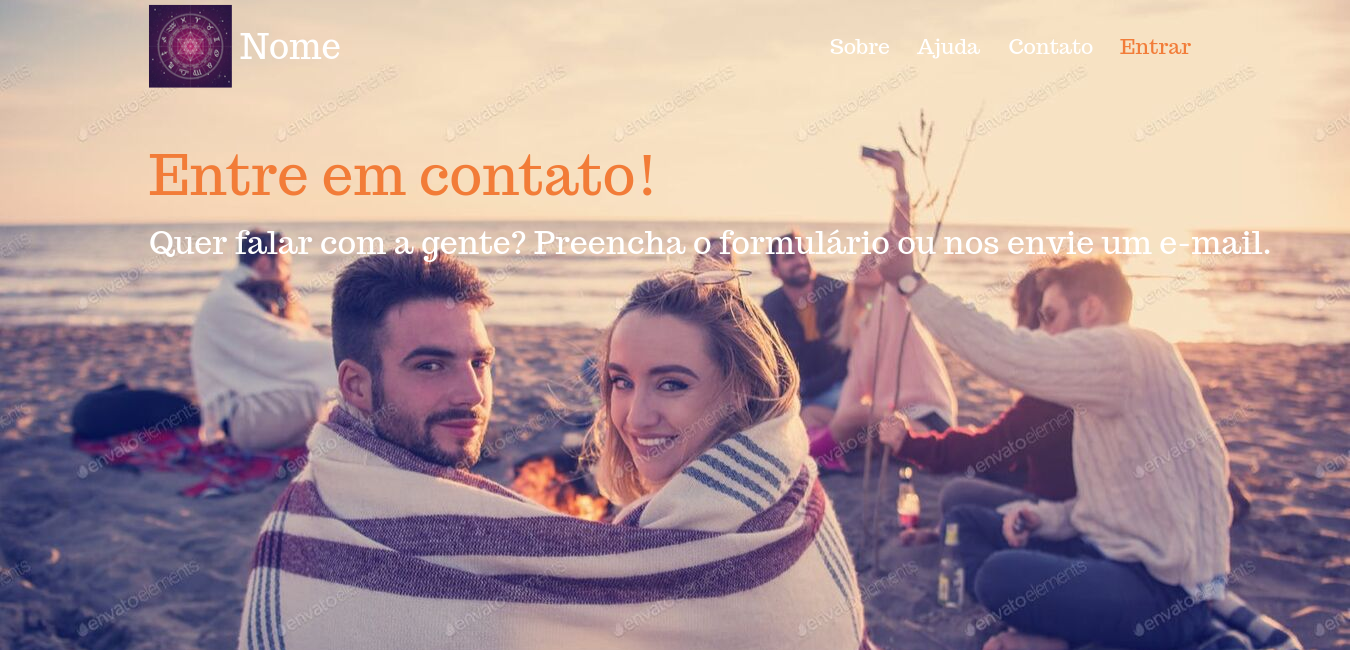 Nome
Sobre Ajuda Contato Entrar
Entre em contato!
Quer falar com a gente? Preencha o formulário ou nos envie um e-mail.
envatoelements